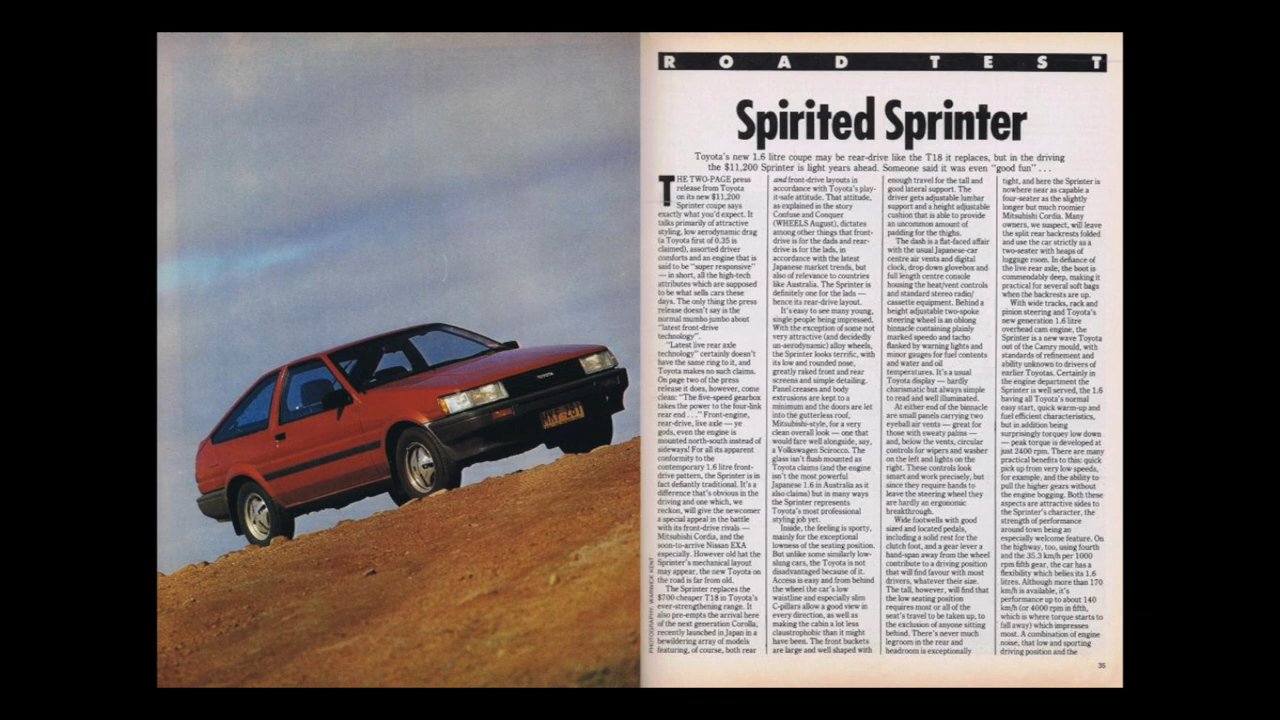 ROAD TEST
Spirited Sprinter
Toyota's new 1.6 litre coupe may be rear-drive like the T18 it replaces, but in the driving
the $11,200 Sprinter is light years ahead. Someone said it was even "good fun" . . .
THE TWO-PAGE press
release from Toyota
on its new $11,200
Sprinter coupe says
exactly what you'd expect. It
talks primarily of attractive
styling, low aerodynamic drag
(a Toyota first of 0.35 is
claimed), assorted driver
comforts and an engine that is
said to be "super responsive"
— in short, all the high-tech
attributes which are supposed
to be what sells cars these
days. The only thing the press
release doesn't say is the
normal mumbo jumbo about
"latest front-drive
technology".
"Latest live rear axle
technology" certainly doesn't
have the same ring to it, and
Toyota makes no such claims.
On page two of the press
release it does, however, come
clean: "The five-speed gearbox
takes the power to the four-link
rear end . . ." Front-engine,
rear-drive, live axle — ye
gods, even the engine is
mounted north-south instead of
sideways! For all its apparent
conformity to the
contemporary 1.6 litre front-
drive pattern, the Sprinter is in
fact defiantly traditional. It's a
difference that's obvious in the
driving and one which, we
reckon, will give the newcomer
a special appeal in the battle
with its front-drive rivals —
Mitsubishi Cordia, and the
soon-to-arrive Nissan EXA
especially. However old hat the
Sprinter's mechanical layout
may appear, the new Toyota on
the road is far from old.
The Sprinter replaces the
$700 cheaper T18 in Toyota's
ever-strengthening range. It
also pre-empts the arrival here
of the next generation Corolla,
recently launched in Japan in a
bewildering array of models
featuring, of course, both rear
and front-drive layouts in
accordance with Toyota's play-
it-safe attitude. That attitude,
as explained in the story
Confuse and Conquer
(WHEELS August), dictates
among other things that front-
drive is for the dads and rear-
drive is for the lads, in
accordance with the latest
Japanese market trends, but
also of relevance to countries
like Australia. The Sprinter is
definitely one for the lads —
hence its rear-drive layout.
It's easy to see many young,
single people being impressed.
With the exception of some not
very attractive (and decidedly
un-aerodynamic) alloy wheels,
the Sprinter looks terrific, with
its low and rounded nose,
greatly raked front and rear
screens and simple detailing.
Panel creases and body
extrusions are kept to a
minimum and the doors are let
into the gutterless roof,
Mitsubishi-style, for a very
clean overall look — one that
would fare well alongside, say,
a Volkswagen Scirocco. The
glass isn't flush mounted as
Toyota claims (and the engine
isn't the most powerful
Japanese 1.6 in Australia as it
also claims) but in many ways
the Sprinter represents
Toyota's most professional
styling job yet.
Inside, the feeling is sporty,
mainly for the exceptional
lowness of the seating position.
But unlike some similarly low-
slung cars, the Toyota is not
disadvantaged because of it.
Access is easy and from behind
the wheel the car's low
waistline and especially slim
C-pillars allow a good view in
every direction, as well as
making the cabin a lot less
claustrophobic than it might
have been. The front buckets
are large and well shaped with
enough travel for the tall and
good lateral support. The
driver gets adjustable lumbar
support and a height adjustable
cushion that is able to provide
an uncommon amount of
padding for the thighs.
The dash is a flat-faced affair
with the usual Japanese-car
centre air vents and digital
clock, drop down glovebox and
full length centre console
housing the heat/vent controls
and standard stereo radio/
cassette equipment. Behind a
height adjustable two-spoke
steering wheel is an oblong
binnacle containing plainly
marked speedo and tacho
flanked by warning lights and
minor gauges for fuel contents
and water and oil
temperatures. It's a usual
Toyota display — hardly
charismatic but always simple
to read and well illuminated.
At either end of the binnacle
are small panels carrying two
eyeball air vents — great for
those with sweaty palms —
and, below the vents, circular
controls for wipers and washer
on the left and lights on the
right. These controls look
smart and work precisely, but
since they require hands to
leave the steering wheel they
are hardly an ergonomic
breakthrough.
Wide footwells with good
sized and located pedals,
including a solid rest for the
clutch foot, and a gear lever a
hand-span away from the wheel
contribute to a driving position
that will find favour with most
drivers, whatever their size.
The tall, however, will find that
the low seating position
requires most or all of the
seat's travel to be taken up, to
the exclusion of anyone sitting
behind. There's never much
legroom in the rear and
headroom is exceptionally
tight, and here the Sprinter is
nowhere near as capable a
four-seater as the slightly
longer but much roomier
Mitsubishi Cordia. Many
owners, we suspect, will leave
the split rear backrests folded
and use the car strictly as a
two-seater with heaps of
luggage room. In defiance of
the live rear axle, the boot is
commendably deep, making it
practical for several soft bags
when the backrests are up.
With wide tracks, rack and
pinion steering and Toyota's
new generation 1.6 litre
overhead cam engine, the
Sprinter is a new wave Toyota
out of the Camry mould, with
standards of refinement and
ability unknown to drivers of
earlier Toyotas. Certainly in
the engine department the
Sprinter is well served, the 1.6
having all Toyota's normal
easy start, quick warm-up and
fuel efficient characteristics,
but in addition being
surprisingly torquey low down
— peak torque is developed at
just 2400 rpm. There are many
practical benefits to this: quick
pick up from very low speeds,
for example, and the ability to
pull the higher gears without
the engine bogging. Both these
aspects are attractive sides to
the Sprinter's character, the
strength of performance
around town being an
especially welcome feature. On
the highway, too, using fourth
and the 35.3 km/h per 1000
rpm fifth gear, the car has a
flexibility which belies its 1.6
litres. Although more than 170
km/h is available, it's
performance up to about 140
km/h (or 4000 rpm in fifth,
which is where torque starts to
fall away) which impresses
most. A combination of engine
noise, that low and sporting
driving position and the
PHOTOGRAPHY: WARWICK KENT
35